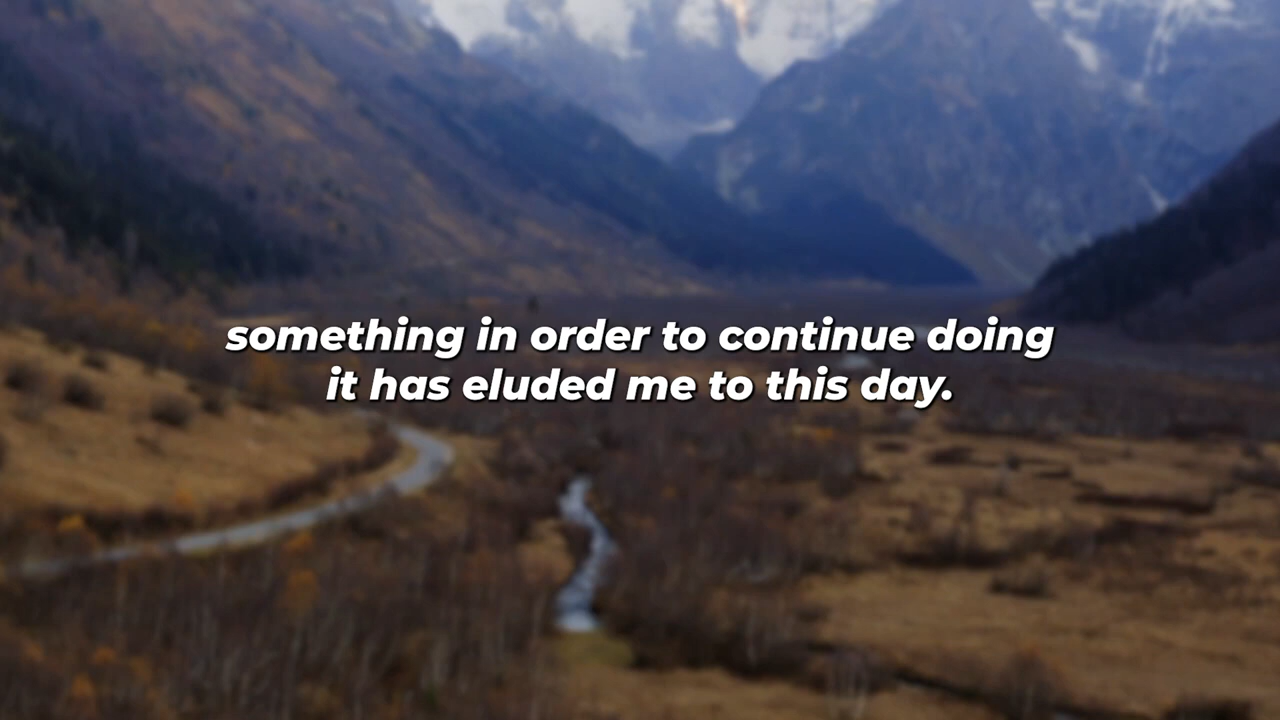 something in order to continue doing
it has eluded me to this day.